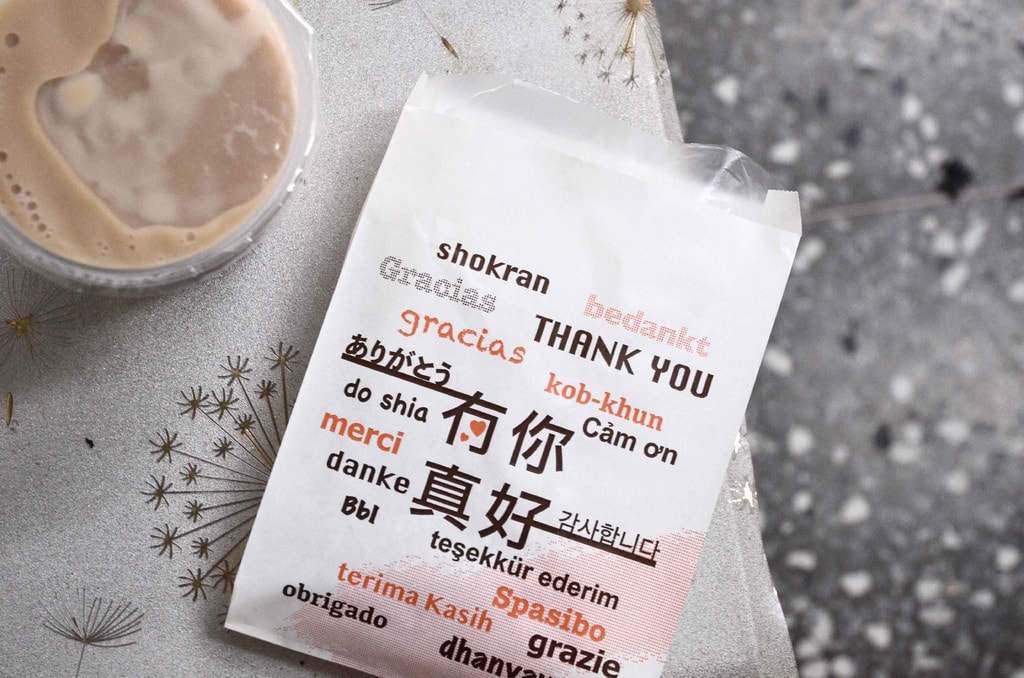 shokran
Gracias
bedankt
gracias
THANK YOU
ありがとう
kob-khun
do shia
有你
Cảm ơn
merci
danke
真好
감사합니다
Bbl
teşekkür ederim
terima Kasih
Spasibo
obrigado
grazie